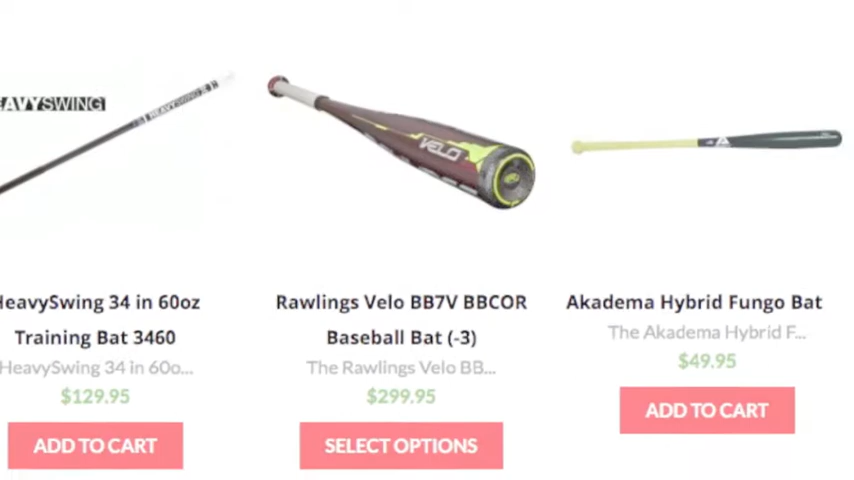 EAVYSWING
HEAVYSWING
VELO
HeavySwing 34 in 60oz
Training Bat 3460
HeavySwing 34 in 60o...
$129.95
ADD TO CART
Rawlings Velo BB7V BBCOR
Baseball Bat (-3)
The Rawlings Velo BB...
$299.95
SELECT OPTIONS
Akadema Hybrid Fungo Bat
The Akadema Hybrid F...
$49.95
ADD TO CART